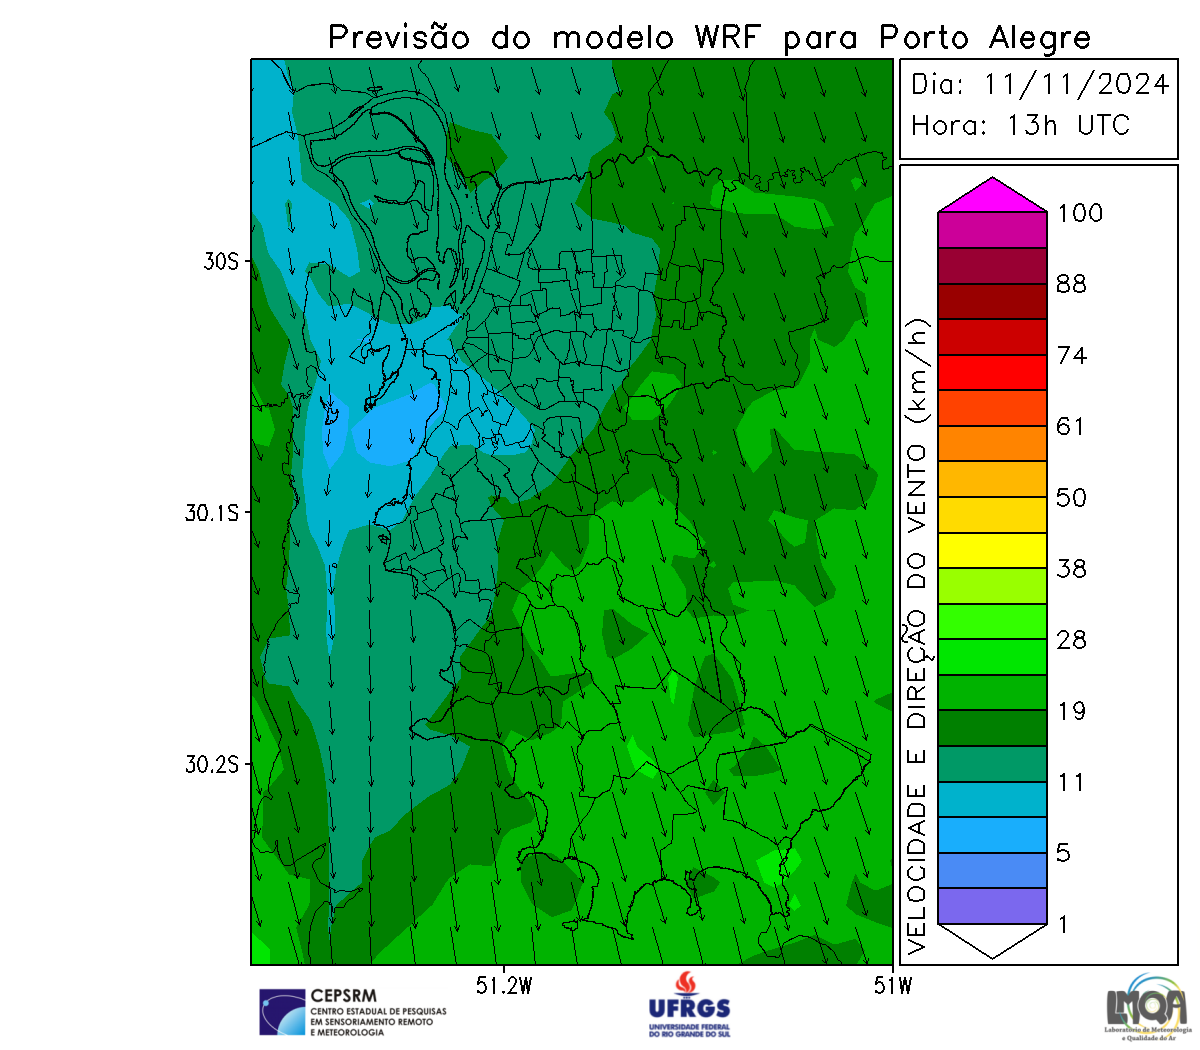 Previsão do modelo WRF para Porto Alegre
Dia: 11/11/2024
Hora: 13h UTC
30S
30.1S
30.2S
51.2W
51W
VELOCIDADE E DIREÇÃO DO VENTO (km/h)
100
88
74
61
50
38
28
19
11
5
1
CEPSRM
CENTRO ESTADUAL DE PESQUISAS
EM SENSORIAMENTO REMOTO
E METEOROLOGIA
UFRGS
UNIVERSIDADE FEDERAL
DO RIO GRANDE DO SUL
LMQA
Laboratório de Meteorologia
e Qualidade do Ar